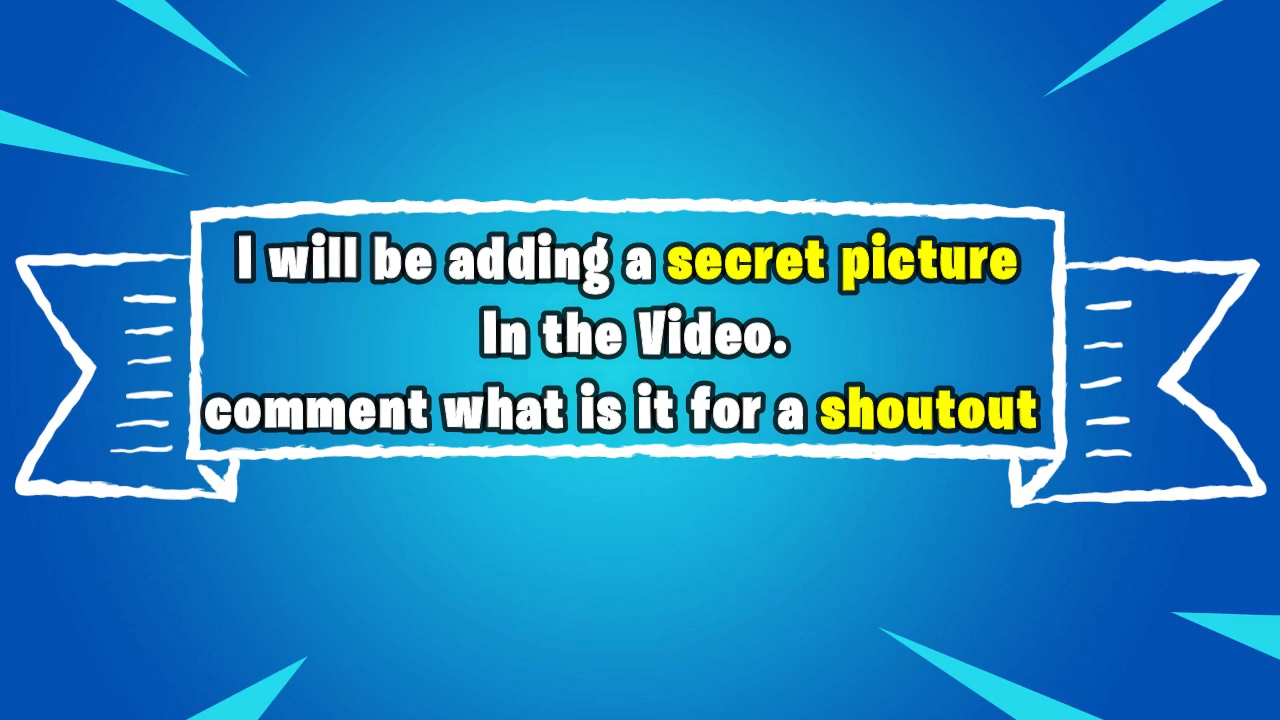 I will be adding a secret picture
In the Video.
comment what is it for a shoutout